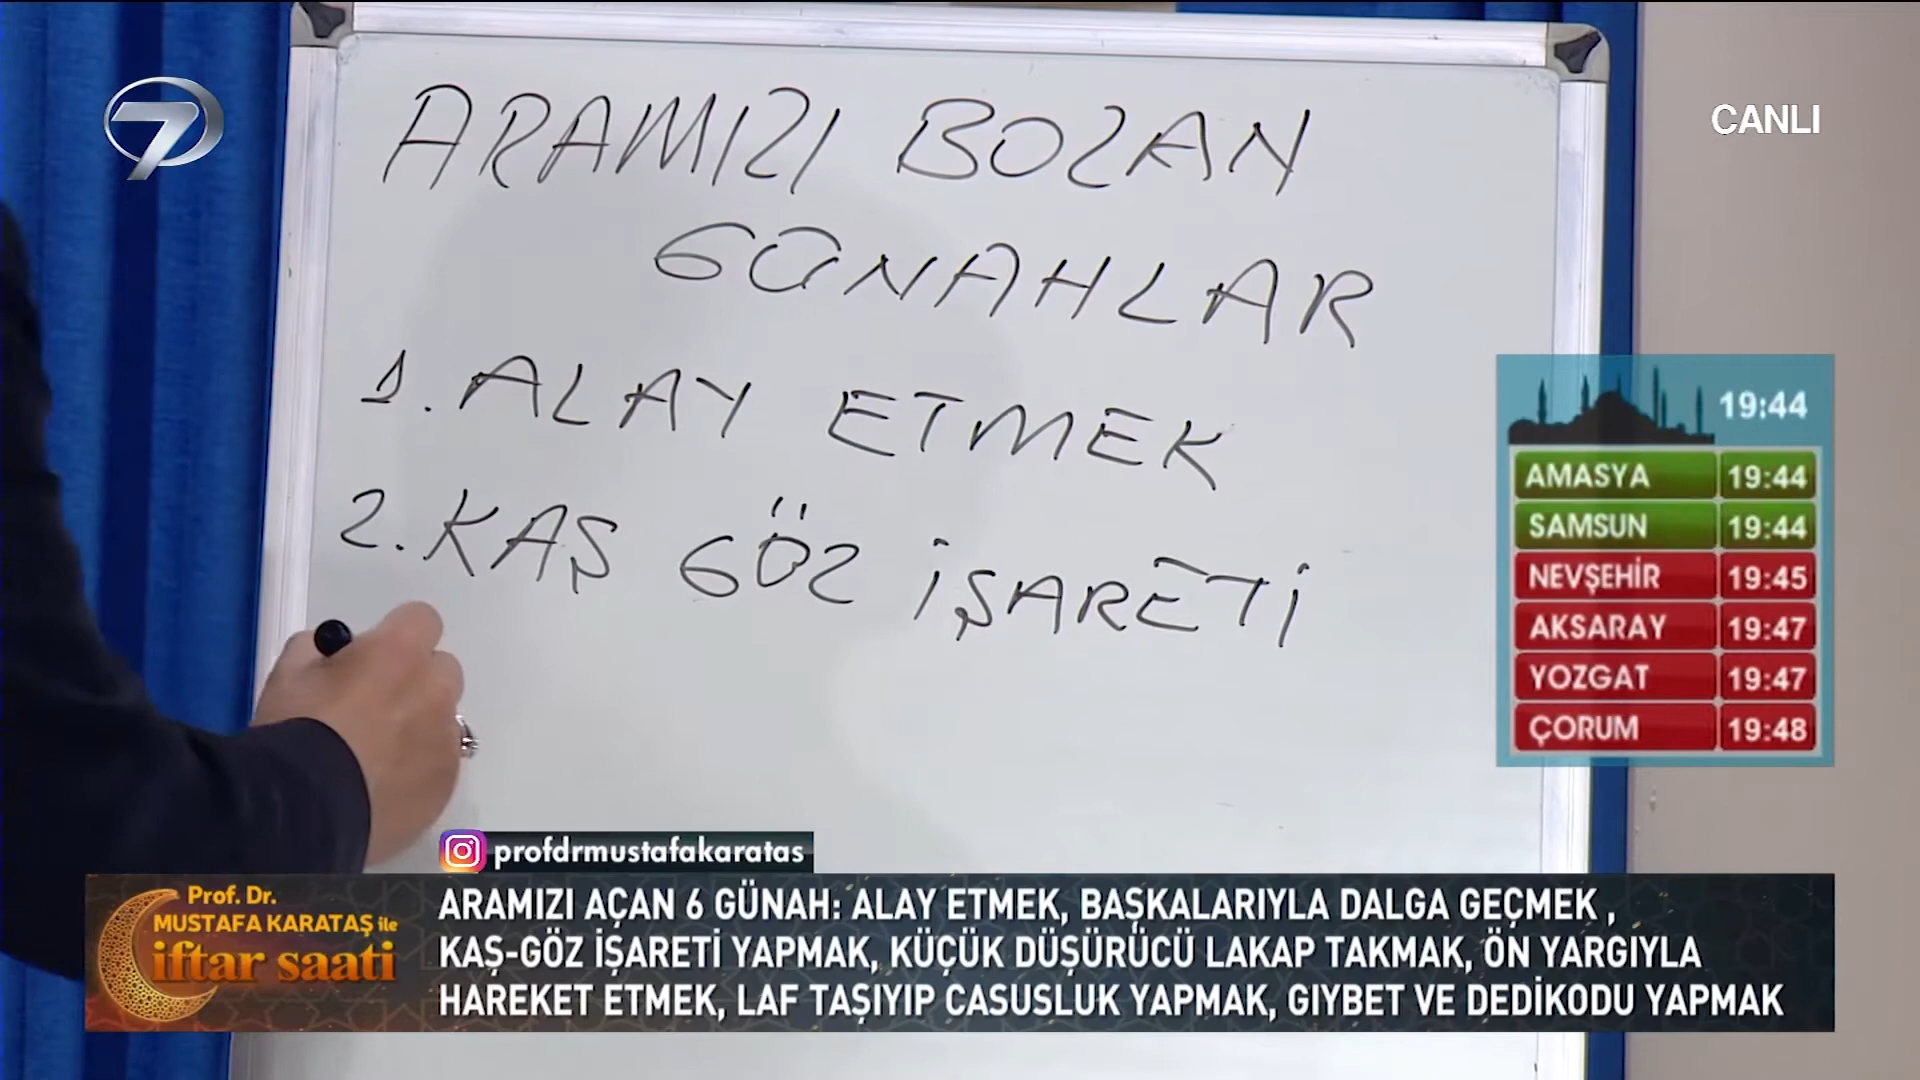 7
CANLI
ARAMIZI BOZAN
GÜNAHLAR
1. ALAY ETMEK
2. KAŞ GÖZ İŞARETİ
19:44
AMASYA 19:44
SAMSUN 19:44
NEVŞEHİR 19:45
AKSARAY 19:47
YOZGAT 19:47
ÇORUM 19:48
profdrmustafakaratas
Prof. Dr.
MUSTAFA KARATAŞ ile
iftar saati
ARAMIZI AÇAN 6 GÜNAH: ALAY ETMEK, BAŞKALARIYLA DALGA GEÇMEK ,
KAŞ-GÖZ İŞARETİ YAPMAK, KÜÇÜK DÜŞÜRÜCÜ LAKAP TAKMAK, ÖN YARGIYLA
HAREKET ETMEK, LAF TAŞIYIP CASUSLUK YAPMAK, GIYBET VE DEDİKODU YAPMAK